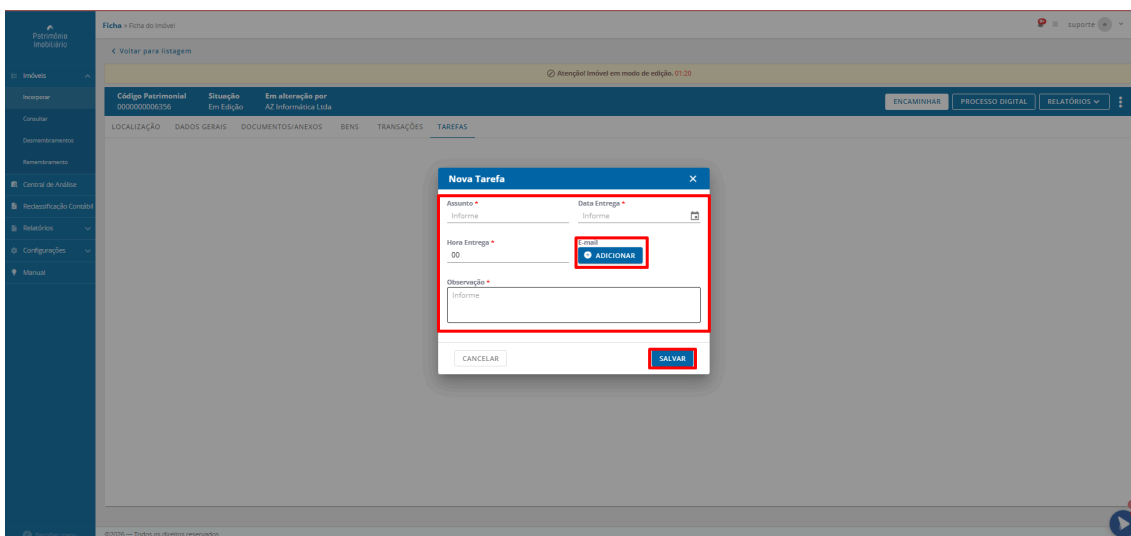 Patrimônio
Imobiliário
Ficha > Ficha do Imóvel
suporte
Voltar para listagem
Atenção! Imóvel em modo de edição. 01:20
Imóveis
Incorporar
Consultar
Desmembramentos
Remembramento
Central de Análise
Reclassificação Contábil
Relatórios
Configurações
Manual
Código Patrimonial Situação Em alteração por
0000000006356 Em Edição AZ Informática Ltda
ENCAMINHAR PROCESSO DIGITAL RELATÓRIOS
LOCALIZAÇÃO DADOS GERAIS DOCUMENTOS/ANEXOS BENS TRANSAÇÕES TAREFAS
Nova Tarefa
Assunto * Data Entrega *
Informe Informe
Hora Entrega * E-mail
00 ADICIONAR
Observação *
Informe
CANCELAR SALVAR
©2026 — Todos os direitos reservados